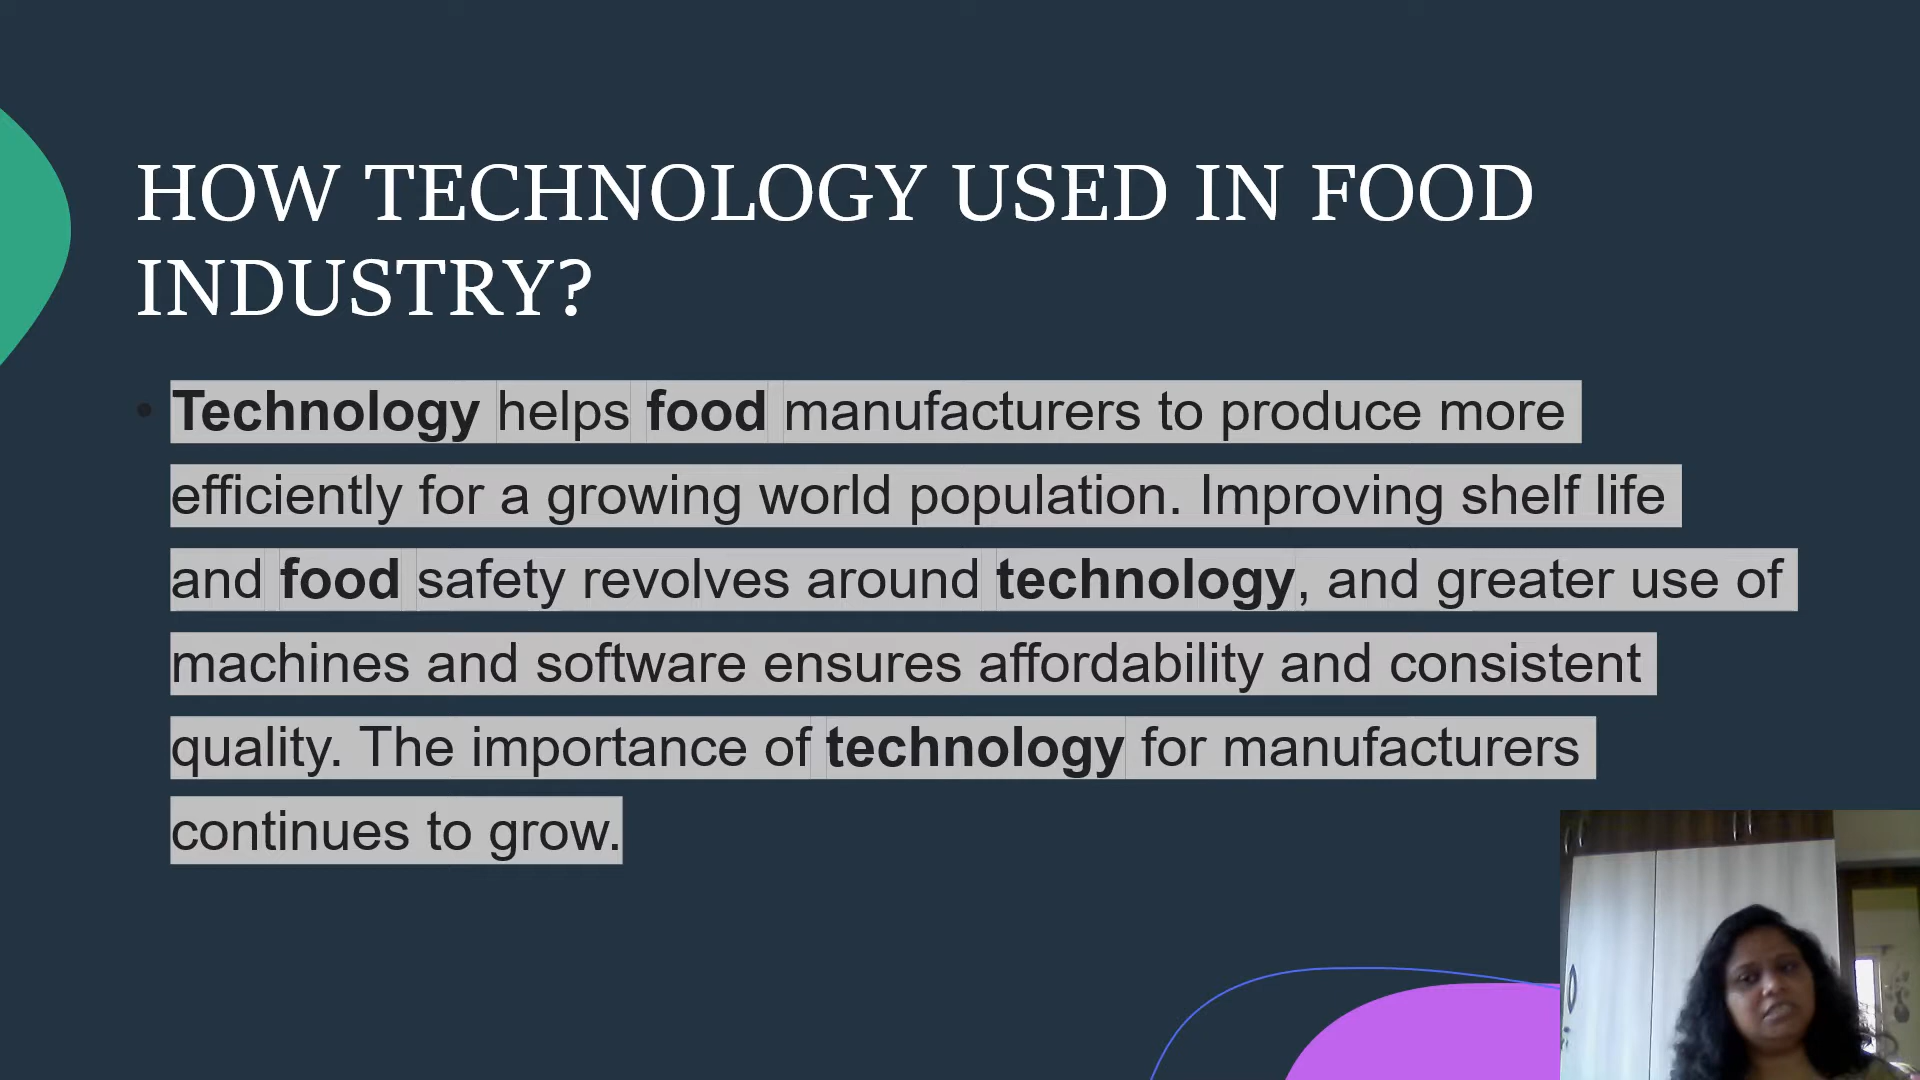 HOW TECHNOLOGY USED IN FOOD
INDUSTRY?
• Technology helps food manufacturers to produce more
efficiently for a growing world population. Improving shelf life
and food safety revolves around technology, and greater use of
machines and software ensures affordability and consistent
quality. The importance of technology for manufacturers
continues to grow.